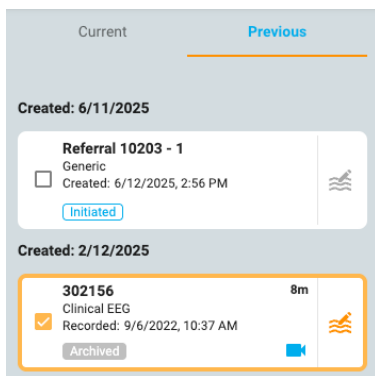 Current Previous
Created: 6/11/2025
Referral 10203 - 1
Generic
Created: 6/12/2025, 2:56 PM
Initiated
Created: 2/12/2025
302156 8m
Clinical EEG
Recorded: 9/6/2022, 10:37 AM
Archived